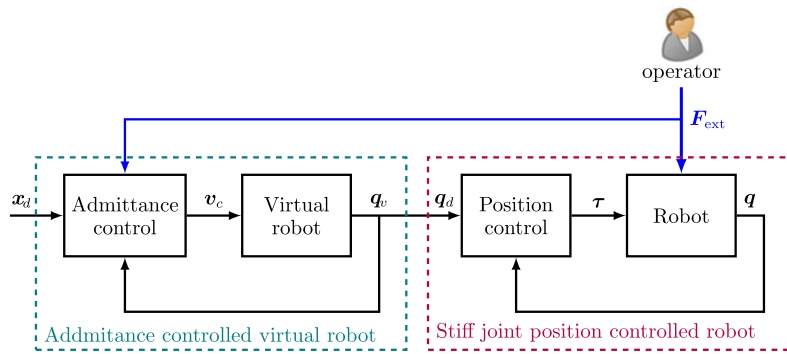 operator
F_ext
x_d
Admittance
control
v_c
Virtual
robot
q_v
q_d
Position
control
τ
Robot
q
Addmitance controlled virtual robot
Stiff joint position controlled robot